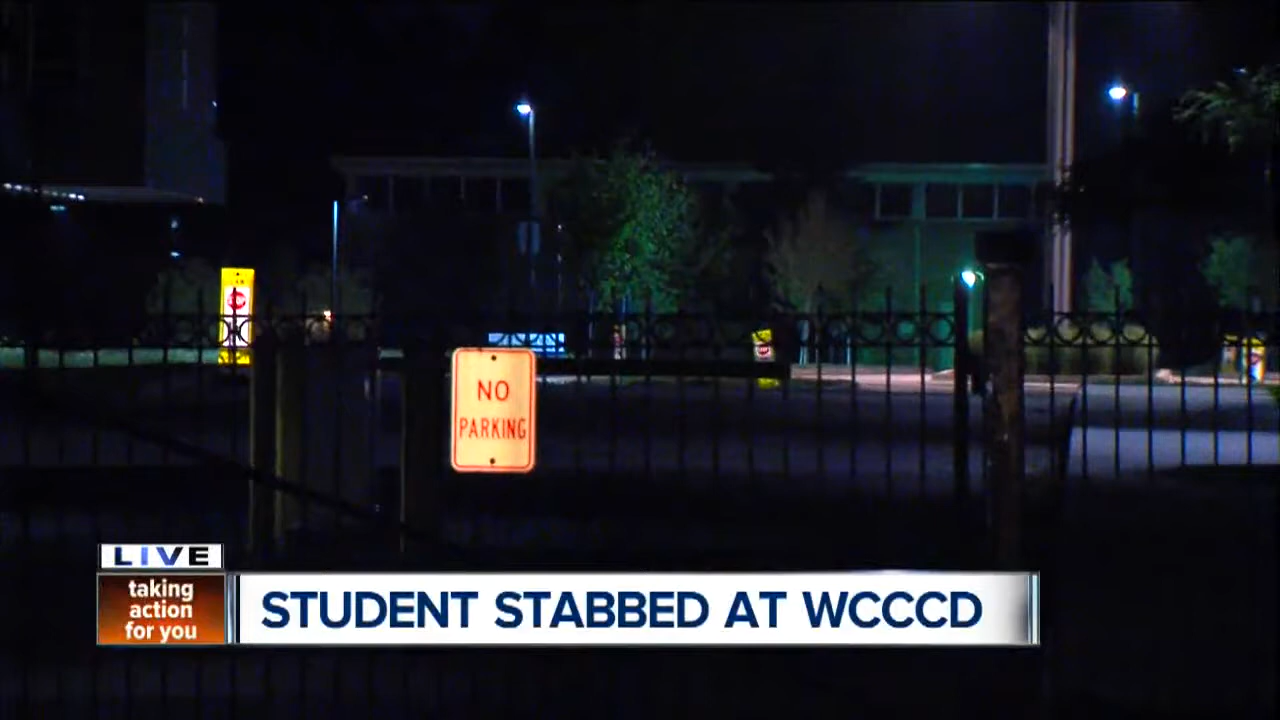 NO
PARKING
LIVE
taking
action
for you
STUDENT STABBED AT WCCCD